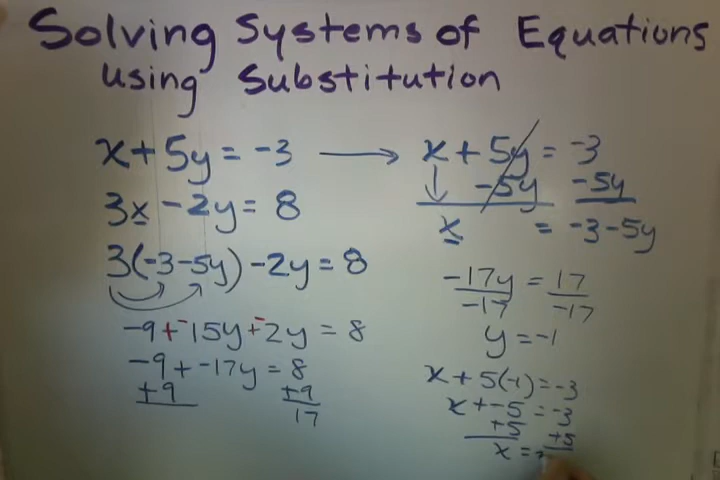 Solving Systems of Equations
using Substitution
x + 5y = -3
3x - 2y = 8
3(-3 - 5y) - 2y = 8
-9 + -15y + -2y = 8
-9 + -17y = 8
+9 +9
17
x + 5y = -3
-5y -5y
x = -3 - 5y
-17y = 17
-17 -17
y = -1
x + 5(-1) = -3
x + -5 = -3
+5 +5
x =